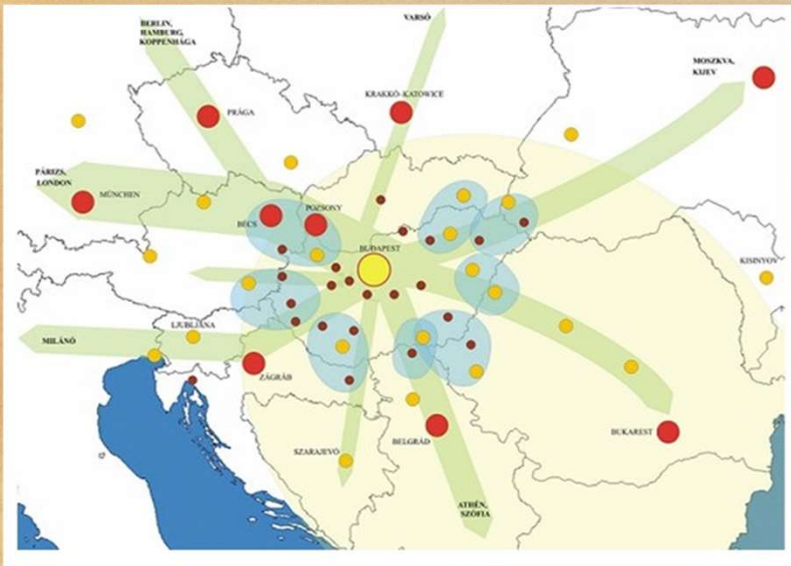 BERLIN,
HAMBURG,
KOPPENHÁGA
VARSÓ
MOSZKVA,
KIJEV
KRAKKÓ-KATOWICE
PRÁGA
PÁRIZS,
LONDON
MÜNCHEN
BÉCS
POZSONY
BUDAPEST
KISINYOV
LJUBLJANA
MILÁNÓ
ZÁGRÁB
BELGRÁD
BUKAREST
SZARAJEVÓ
ATHÉN,
SZÓFIA